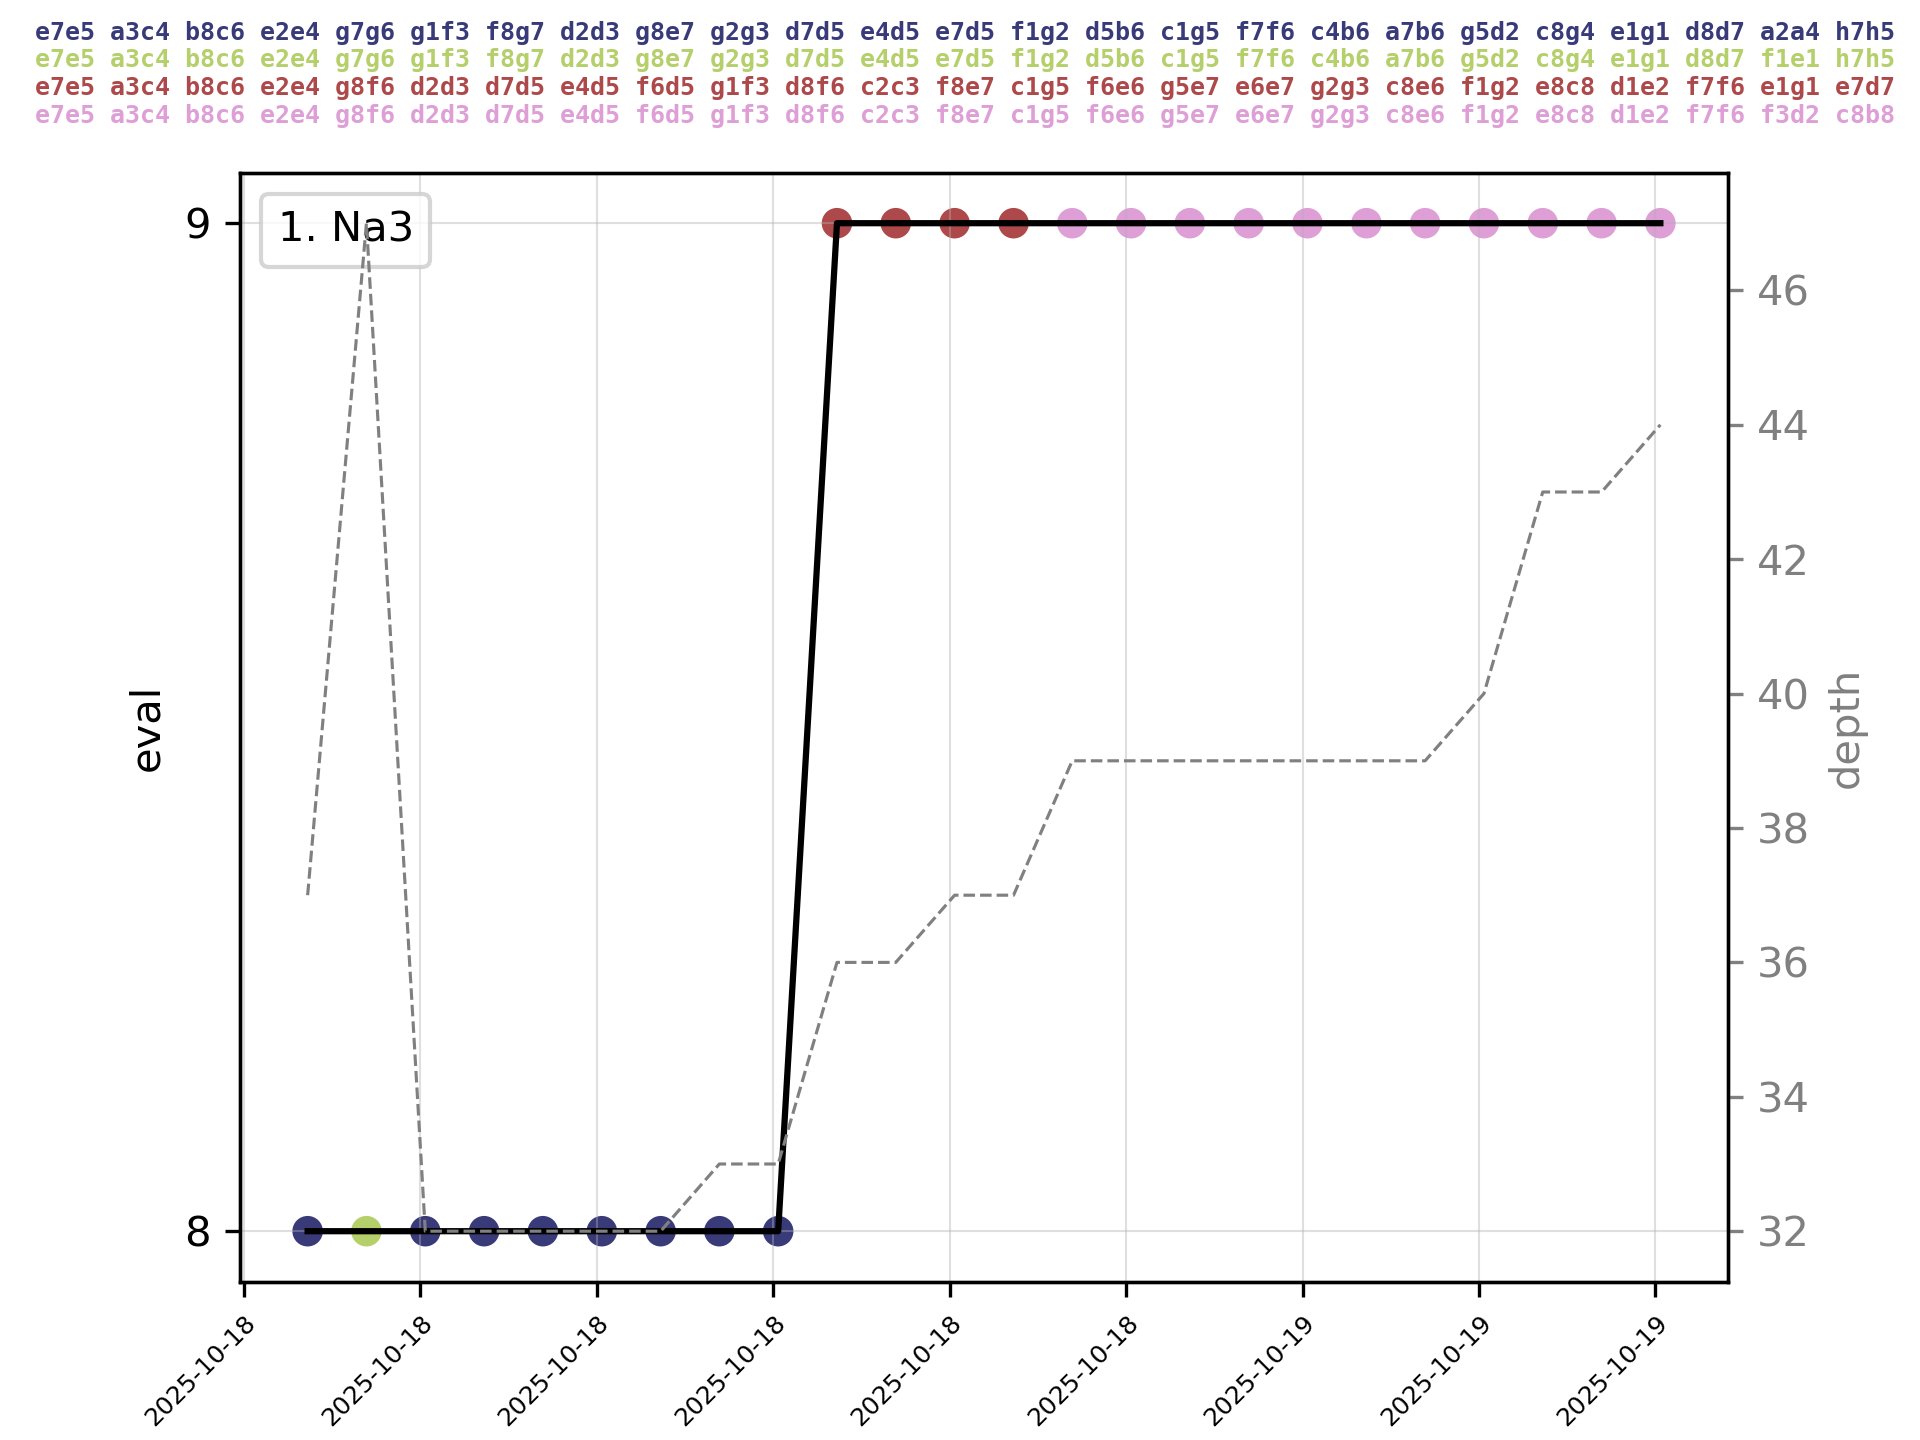 e7e5 a3c4 b8c6 e2e4 g7g6 g1f3 f8g7 d2d3 g8e7 g2g3 d7d5 e4d5 e7d5 f1g2 d5b6 c1g5 f7f6 c4b6 a7b6 g5d2 c8g4 e1g1 d8d7 a2a4 h7h5
e7e5 a3c4 b8c6 e2e4 g7g6 g1f3 f8g7 d2d3 g8e7 g2g3 d7d5 e4d5 e7d5 f1g2 d5b6 c1g5 f7f6 c4b6 a7b6 g5d2 c8g4 e1g1 d8d7 f1e1 h7h5
e7e5 a3c4 b8c6 e2e4 g8f6 d2d3 d7d5 e4d5 f6d5 g1f3 d8f6 c2c3 f8e7 c1g5 f6e6 g5e7 e6e7 g2g3 c8e6 f1g2 e8c8 d1e2 f7f6 e1g1 e7d7
e7e5 a3c4 b8c6 e2e4 g8f6 d2d3 d7d5 e4d5 f6d5 g1f3 d8f6 c2c3 f8e7 c1g5 f6e6 g5e7 e6e7 g2g3 c8e6 f1g2 e8c8 d1e2 f7f6 f3d2 c8b8
1. Na3
9
8
eval
46
44
42
40
38
36
34
32
depth
2025-10-18
2025-10-18
2025-10-18
2025-10-18
2025-10-18
2025-10-18
2025-10-19
2025-10-19
2025-10-19